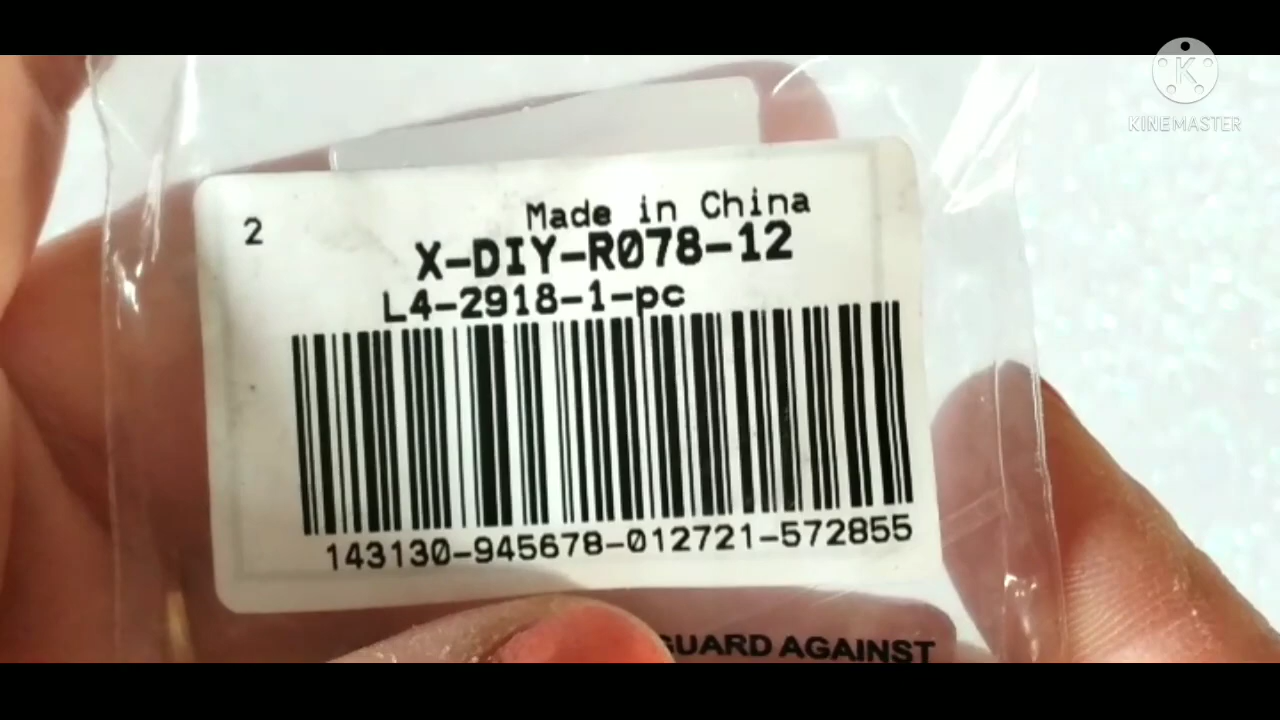 KINEMASTER
2
Made in China
X-DIY-R078-12
L4-2918-1-pc
143130-945678-012721-572855
GUARD AGAINST